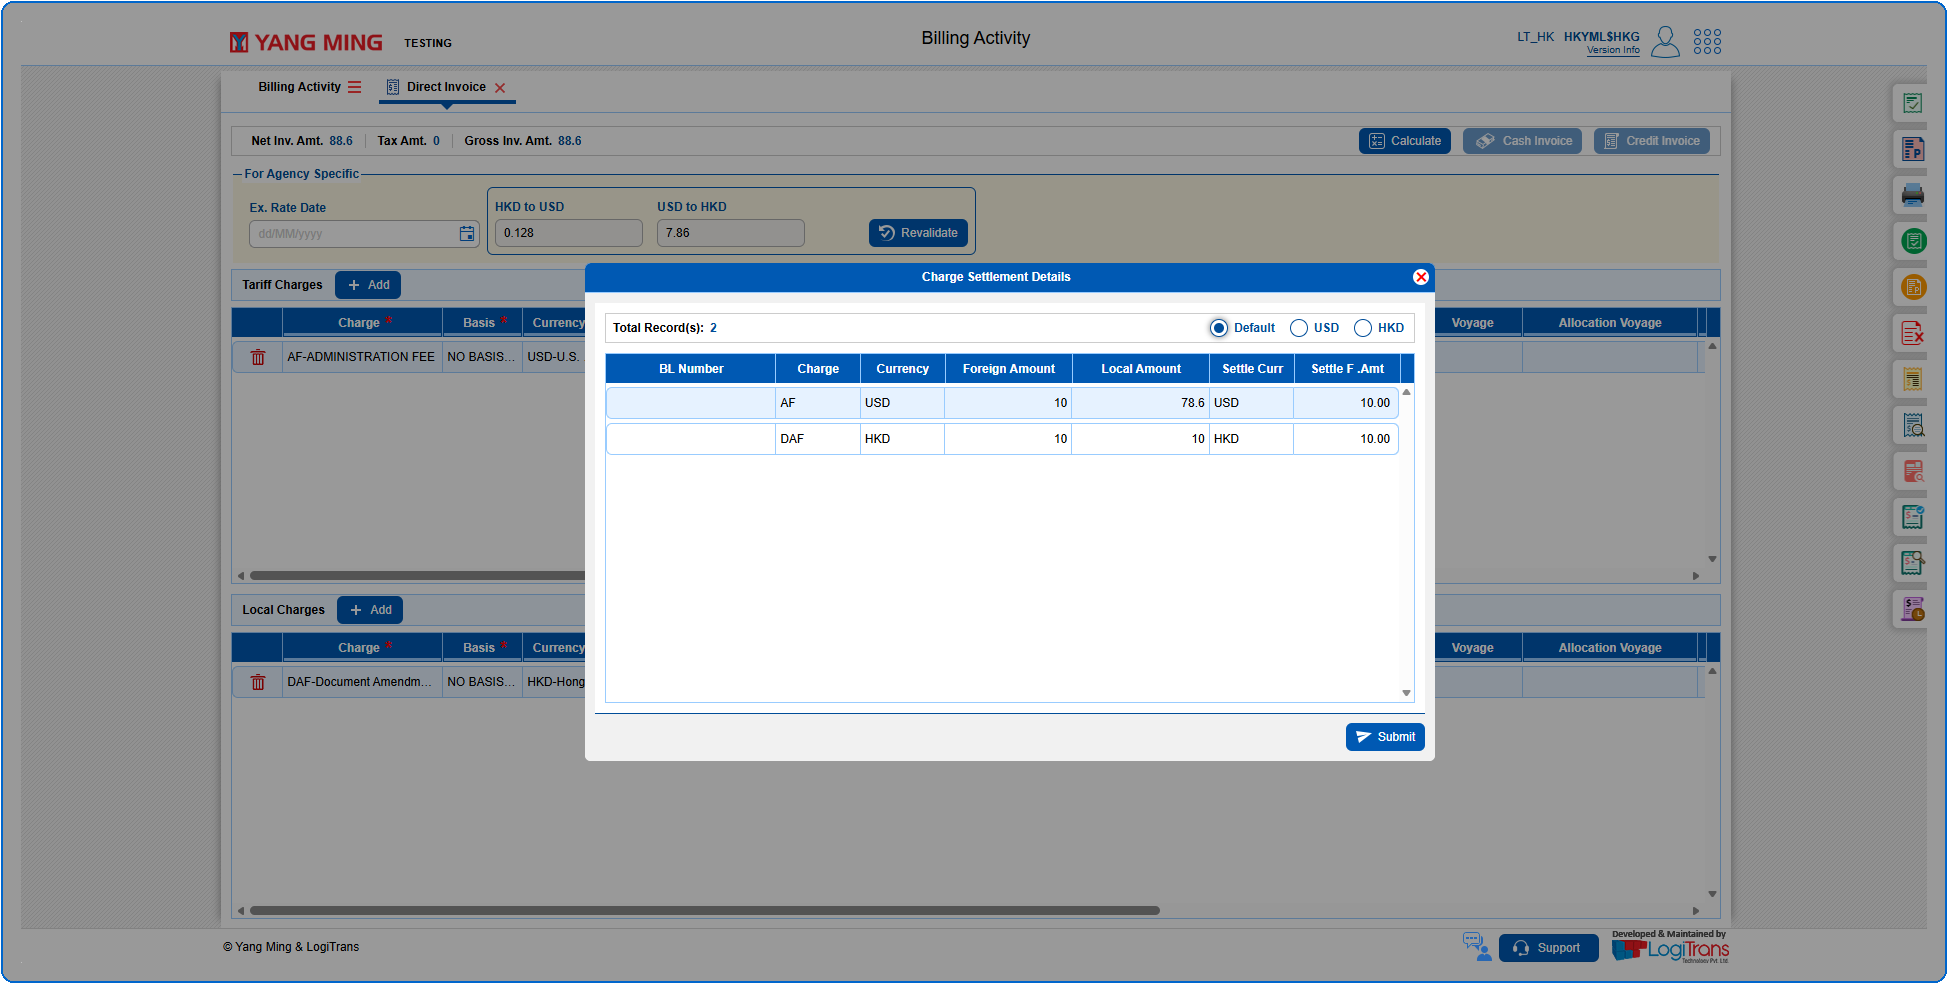 YANG MING TESTING Billing Activity LT_HK HKYML$HKG
Version Info
Billing Activity Direct Invoice
Net Inv. Amt. 88.6 Tax Amt. 0 Gross Inv. Amt. 88.6 Calculate Cash Invoice Credit Invoice
For Agency Specific
Ex. Rate Date HKD to USD USD to HKD
dd/MM/yyyy 0.128 7.86 Revalidate
Charge Settlement Details
Tariff Charges + Add
Total Record(s): 2 Default USD HKD
Charge * Basis * Currency Voyage Allocation Voyage
AF-ADMINISTRATION FEE NO BASIS... USD-U.S.
BL Number Charge Currency Foreign Amount Local Amount Settle Curr Settle F .Amt
AF USD 10 78.6 USD 10.00
DAF HKD 10 10 HKD 10.00
Local Charges + Add
Charge * Basis * Currency Voyage Allocation Voyage
DAF-Document Amendm... NO BASIS... HKD-Hong
Submit
© Yang Ming & LogiTrans Support
Developed & Maintained by
LogiTrans
Technology Pvt. Ltd.